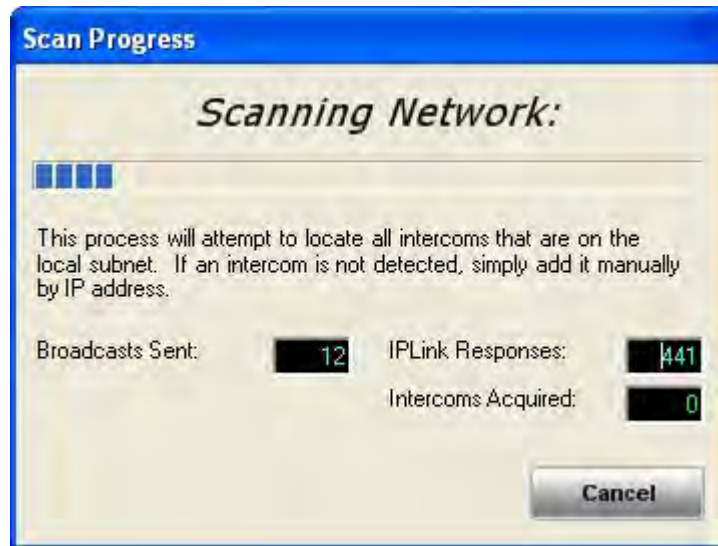 Scan Progress
Scanning Network:
This process will attempt to locate all intercoms that are on the
local subnet. If an intercom is not detected, simply add it manually
by IP address.
Broadcasts Sent: 12 IPLink Responses: 441
Intercoms Acquired: 0
Cancel